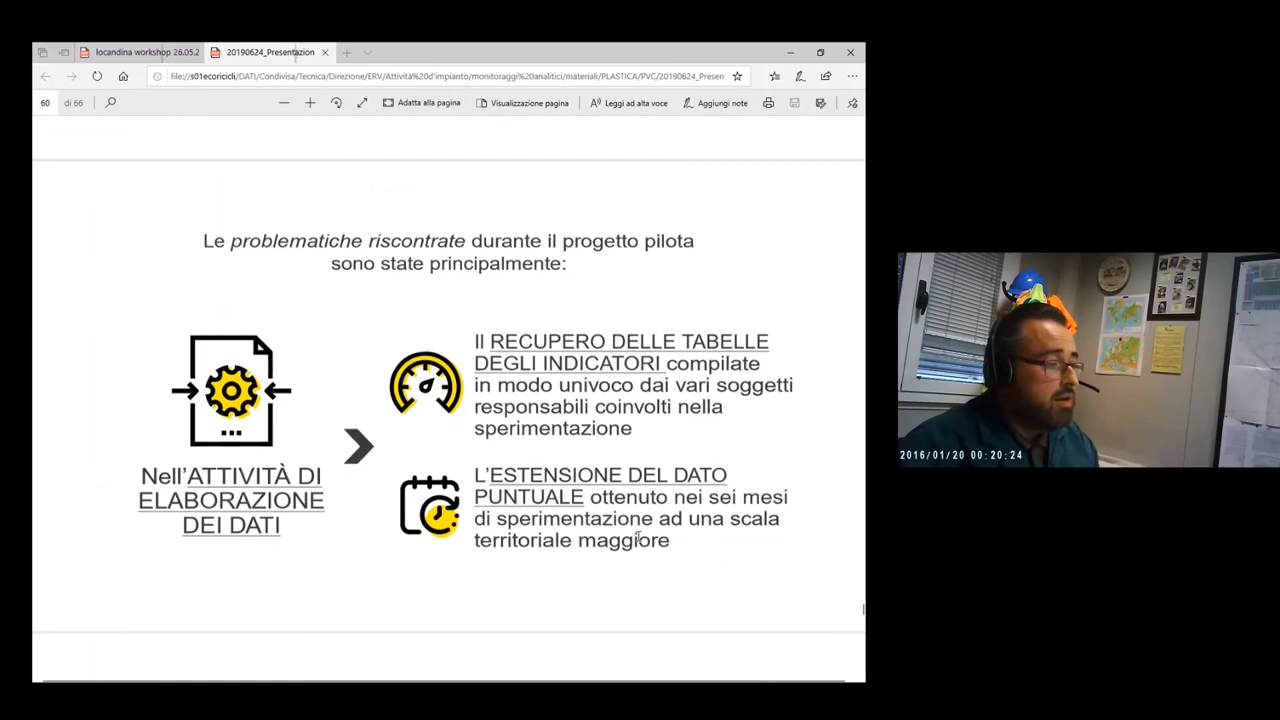 locandina workshop 26.05.2
20190624_Presentazion
file://s01ecoricicli/DATI/Condivisa/Tecnica/Direzione/ERV/Attività%20d'impianto/monitoraggi%20analitici/materiali/PLASTICA/PVC/20190624_Presen
60 di 66
Adatta alla pagina
Visualizzazione pagina
Leggi ad alta voce
Aggiungi note
Le problematiche riscontrate durante il progetto pilota
sono state principalmente:
Nell'ATTIVITÀ DI
ELABORAZIONE
DEI DATI
Il RECUPERO DELLE TABELLE
DEGLI INDICATORI compilate
in modo univoco dai vari soggetti
responsabili coinvolti nella
sperimentazione
L'ESTENSIONE DEL DATO
PUNTUALE ottenuto nei sei mesi
di sperimentazione ad una scala
territoriale maggiore
2016/01/20 00:20:24